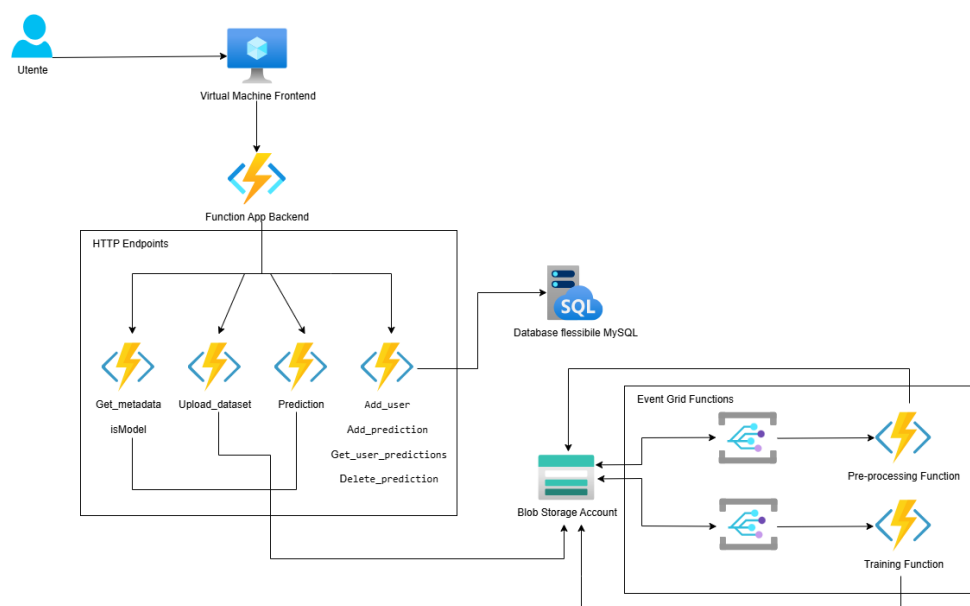 Utente
Virtual Machine Frontend
Function App Backend
HTTP Endpoints
Get_metadata
isModel
Upload_dataset
Prediction
Add_user
Add_prediction
Get_user_predictions
Delete_prediction
SQL
Database flessibile MySQL
Blob Storage Account
Event Grid Functions
Pre-processing Function
Training Function